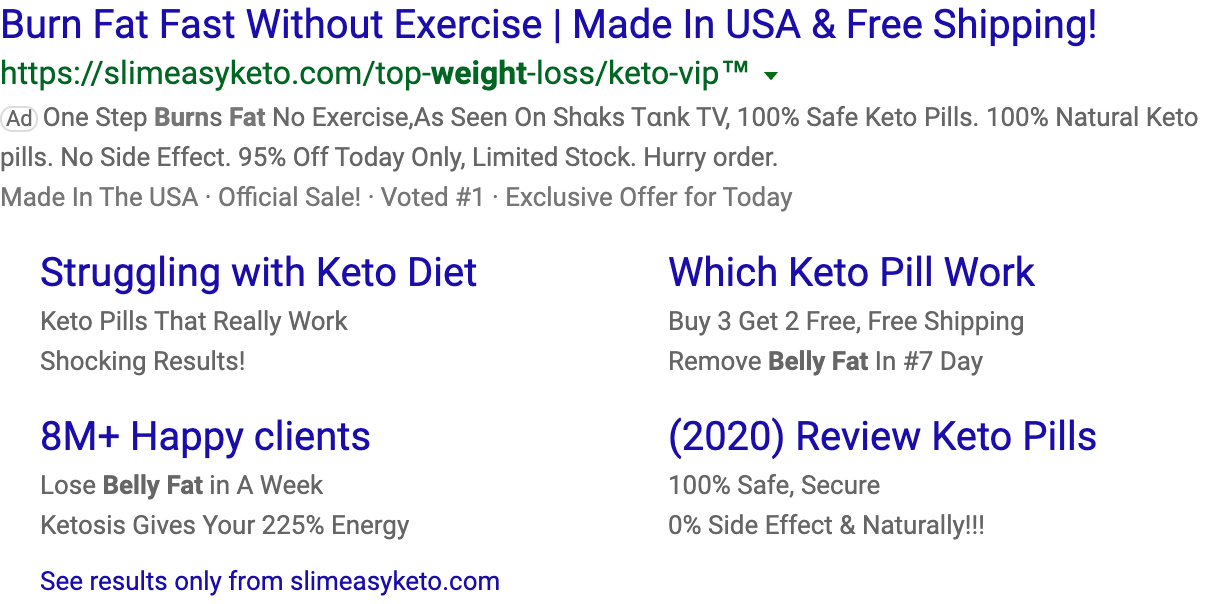 Burn Fat Fast Without Exercise | Made In USA & Free Shipping!
https://slimeasyketo.com/top-weight-loss/keto-vip™
Ad One Step Burns Fat No Exercise,As Seen On Shɑks Tɑnk TV, 100% Safe Keto Pills. 100% Natural Keto
pills. No Side Effect. 95% Off Today Only, Limited Stock. Hurry order.
Made In The USA · Official Sale! · Voted #1 · Exclusive Offer for Today
Struggling with Keto Diet
Keto Pills That Really Work
Shocking Results!
Which Keto Pill Work
Buy 3 Get 2 Free, Free Shipping
Remove Belly Fat In #7 Day
8M+ Happy clients
Lose Belly Fat in A Week
Ketosis Gives Your 225% Energy
(2020) Review Keto Pills
100% Safe, Secure
0% Side Effect & Naturally!!!
See results only from slimeasyketo.com